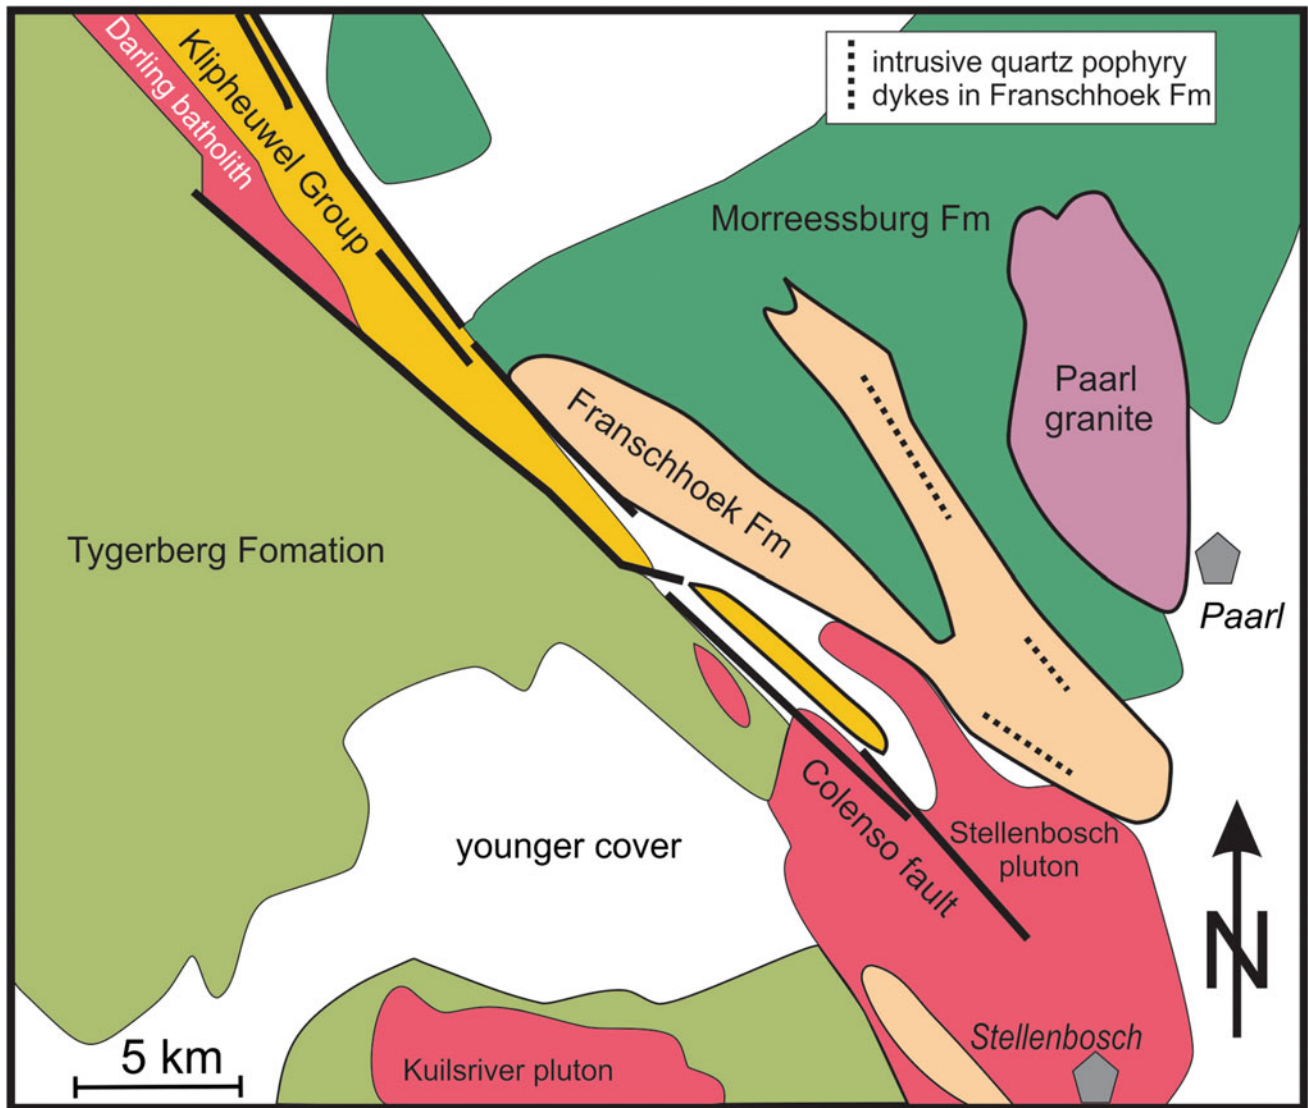 Darling batholith
Klipheuwel Group
intrusive quartz pophyry
dykes in Franschhoek Fm
Morreessburg Fm
Paarl
granite
Franschhoek Fm
Tygerberg Fomation
Paarl
Colenso fault
Stellenbosch
pluton
younger cover
N
Stellenbosch
5 km
Kuilsriver pluton